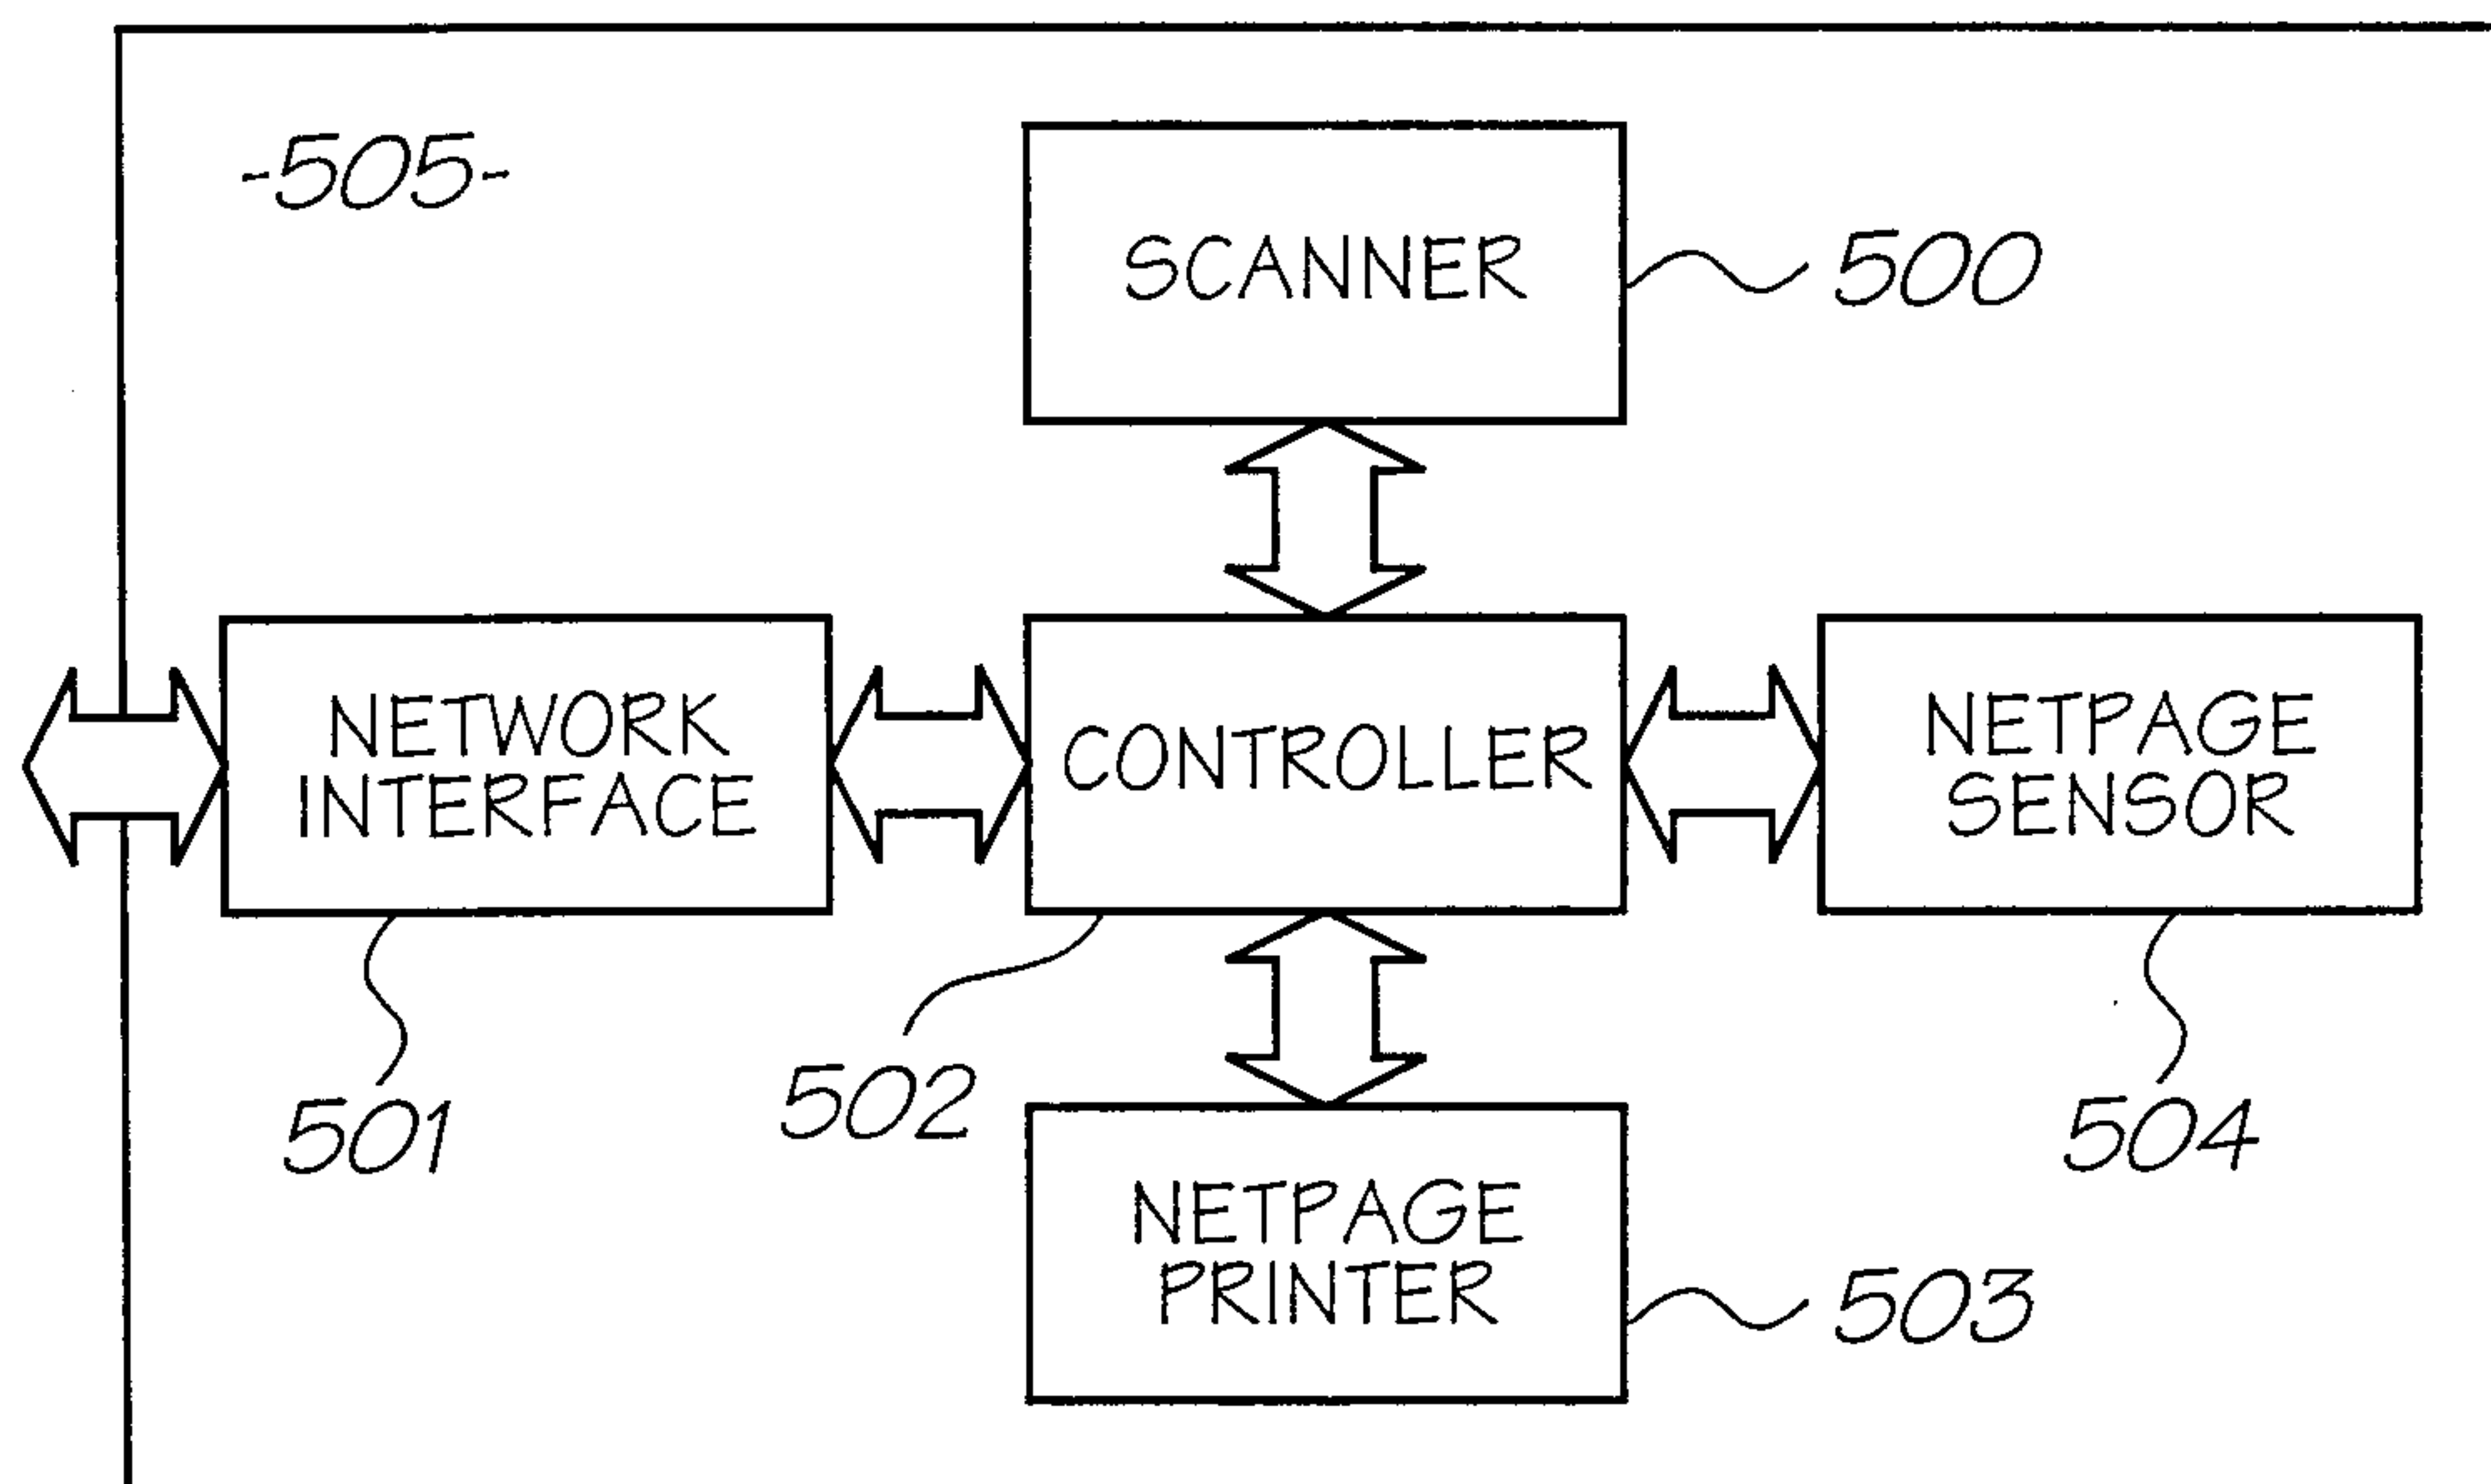 -505-
SCANNER
500
NETWORK
INTERFACE
CONTROLLER
NETPAGE
SENSOR
501
502
504
NETPAGE
PRINTER
503